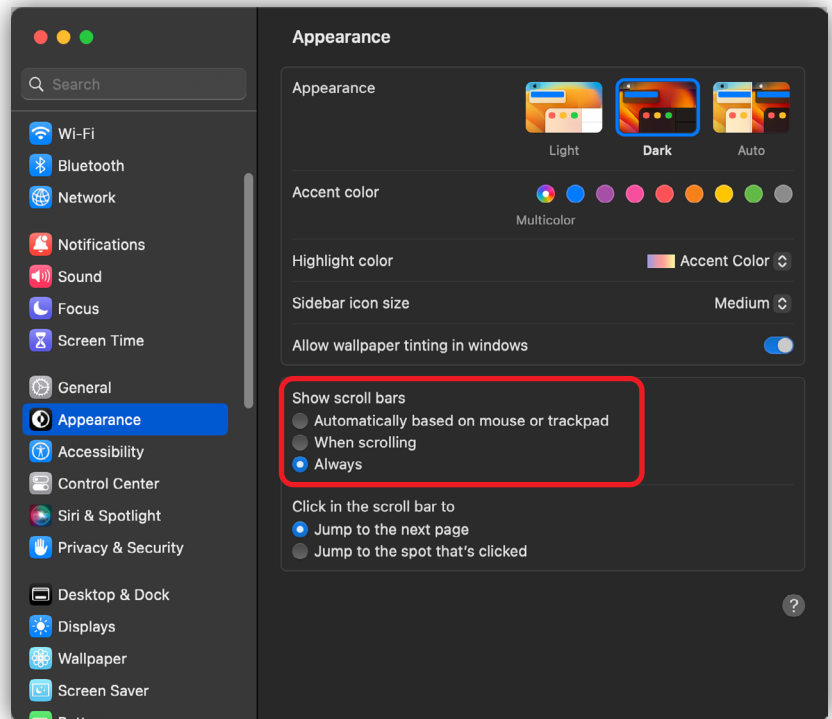 Search
Wi-Fi
Bluetooth
Network
Notifications
Sound
Focus
Screen Time
General
Appearance
Accessibility
Control Center
Siri & Spotlight
Privacy & Security
Desktop & Dock
Displays
Wallpaper
Screen Saver
Appearance
Appearance
Light
Dark
Auto
Accent color
Multicolor
Highlight color
Accent Color
Sidebar icon size
Medium
Allow wallpaper tinting in windows
Show scroll bars
Automatically based on mouse or trackpad
When scrolling
Always
Click in the scroll bar to
Jump to the next page
Jump to the spot that's clicked
?